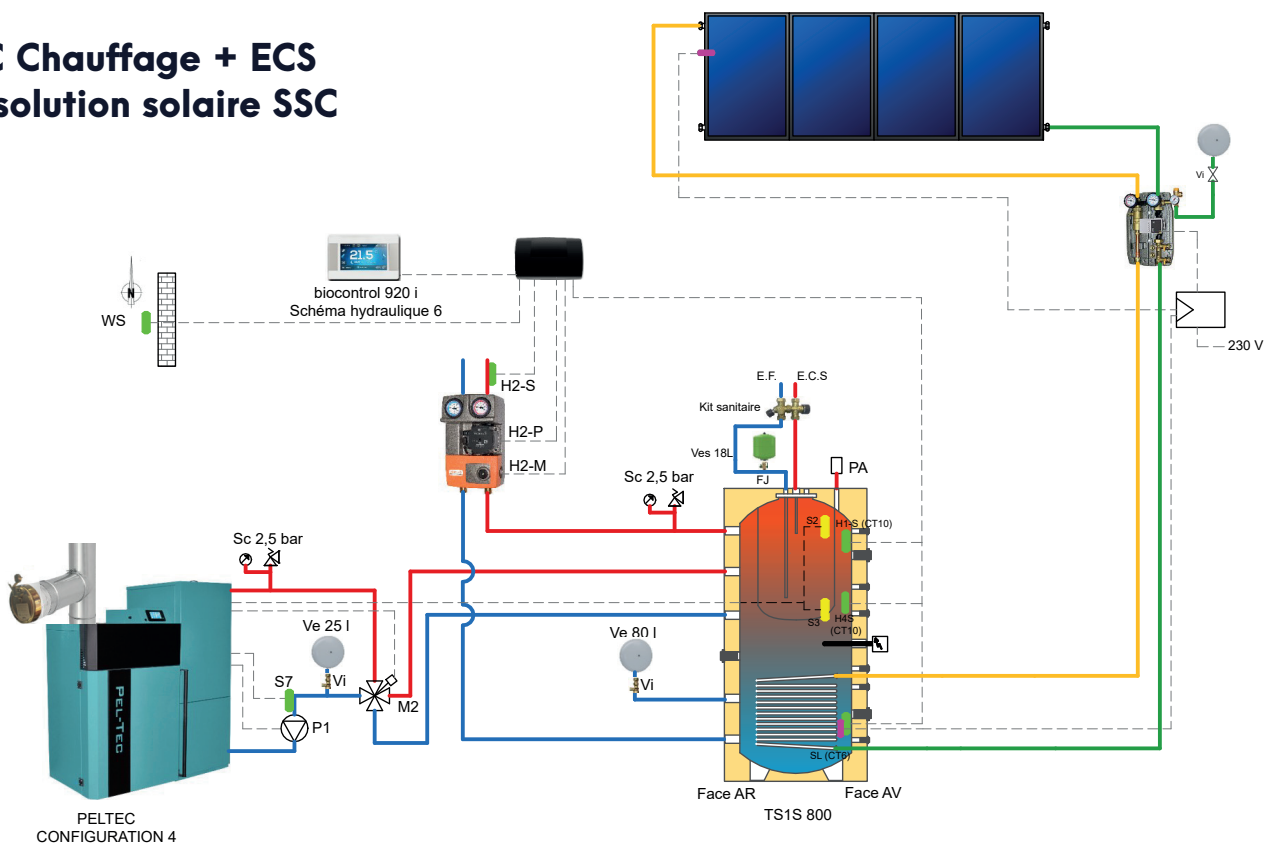 C Chauffage + ECS
solution solaire SSC
Vi
21.5
biocontrol 920 i
Schéma hydraulique 6
WS
N
230 V
H2-S
H2-P
H2-M
E.F.
E.C.S
Kit sanitaire
Ves 18L
FJ
PA
Sc 2,5 bar
S2
H1-S (CT10)
Sc 2,5 bar
S3
H4S
(CT10)
Ve 25 l
Vi
Ve 80 l
Vi
S7
M2
P1
PEL-TEC
SL (CT6)
Face AR
Face AV
TS1S 800
PELTEC
CONFIGURATION 4